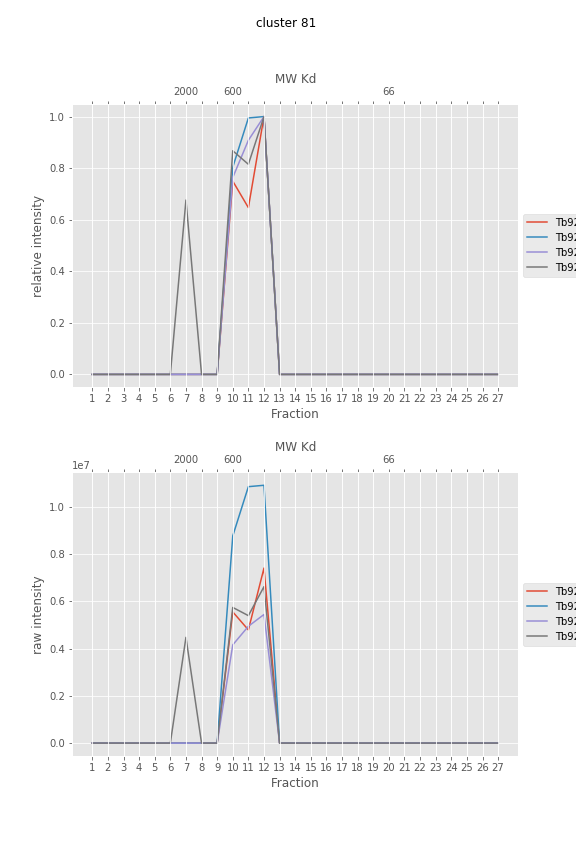 cluster 81
MW Kd
2000 600 66
1.0
0.8
0.6
0.4
0.2
0.0
relative intensity
1 2 3 4 5 6 7 8 9 10 11 12 13 14 15 16 17 18 19 20 21 22 23 24 25 26 27
Fraction
Tb92
Tb92
Tb92
Tb92
MW Kd
2000 600 66
1e7
1.0
0.8
0.6
0.4
0.2
0.0
raw intensity
1 2 3 4 5 6 7 8 9 10 11 12 13 14 15 16 17 18 19 20 21 22 23 24 25 26 27
Fraction
Tb92
Tb92
Tb92
Tb92